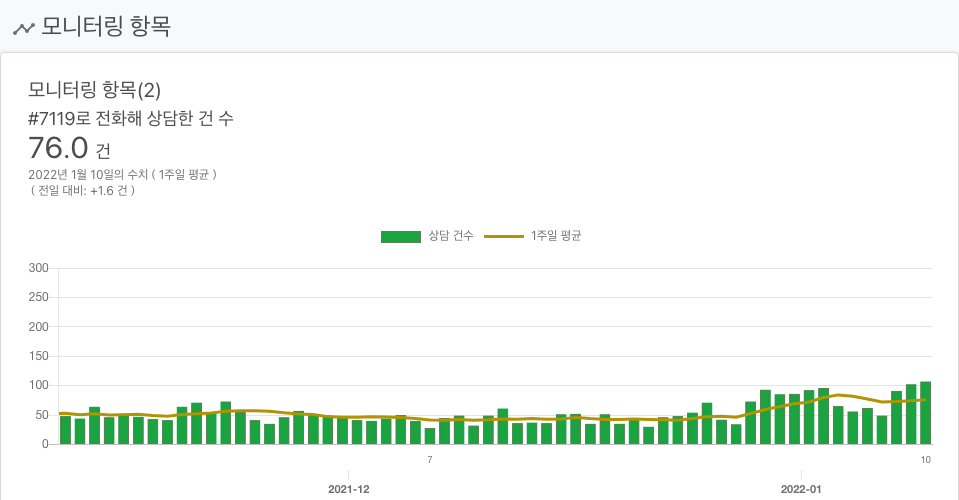 모니터링 항목
모니터링 항목(2)
#7119로 전화해 상담한 건 수
76.0 건
2022년 1월 10일의 수치 ( 1주일 평균 )
( 전일 대비: +1.6 건 )
상담 건수 1주일 평균
300
250
200
150
100
50
0
7 10
2021-12 2022-01